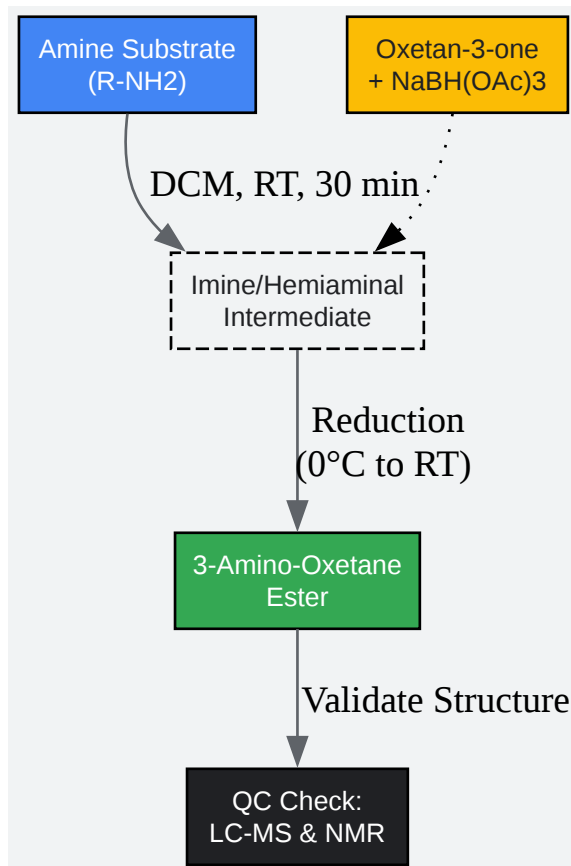 Amine Substrate
(R-NH2)
Oxetan-3-one
+ NaBH(OAc)3
DCM, RT, 30 min
Imine/Hemiaminal
Intermediate
Reduction
(0°C to RT)
3-Amino-Oxetane
Ester
Validate Structure
QC Check:
LC-MS & NMR